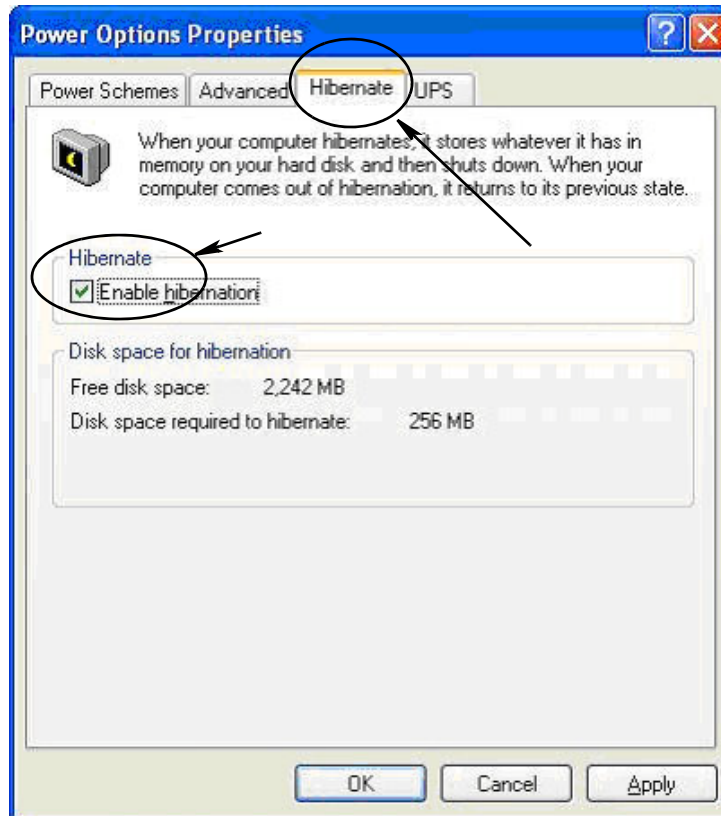 Power Options Properties
Power Schemes Advanced Hibernate UPS
When your computer hibernates, it stores whatever it has in
memory on your hard disk and then shuts down. When your
computer comes out of hibernation, it returns to its previous state.
Hibernate
Enable hibernation
Disk space for hibernation
Free disk space: 2,242 MB
Disk space required to hibernate: 256 MB
OK Cancel Apply